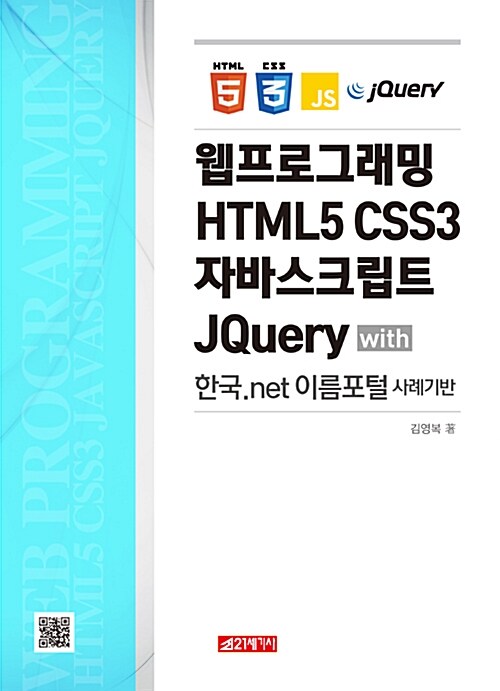 HTML CSS
5 3 JS jQuery
웹프로그래밍
HTML5 CSS3
자바스크립트
JQuery with
한국.net 이름포털 사례기반
김영복 著
WEB PROGRAMMING
HTML5 CSS3 JAVASCRIPT JQUERY
21세기사